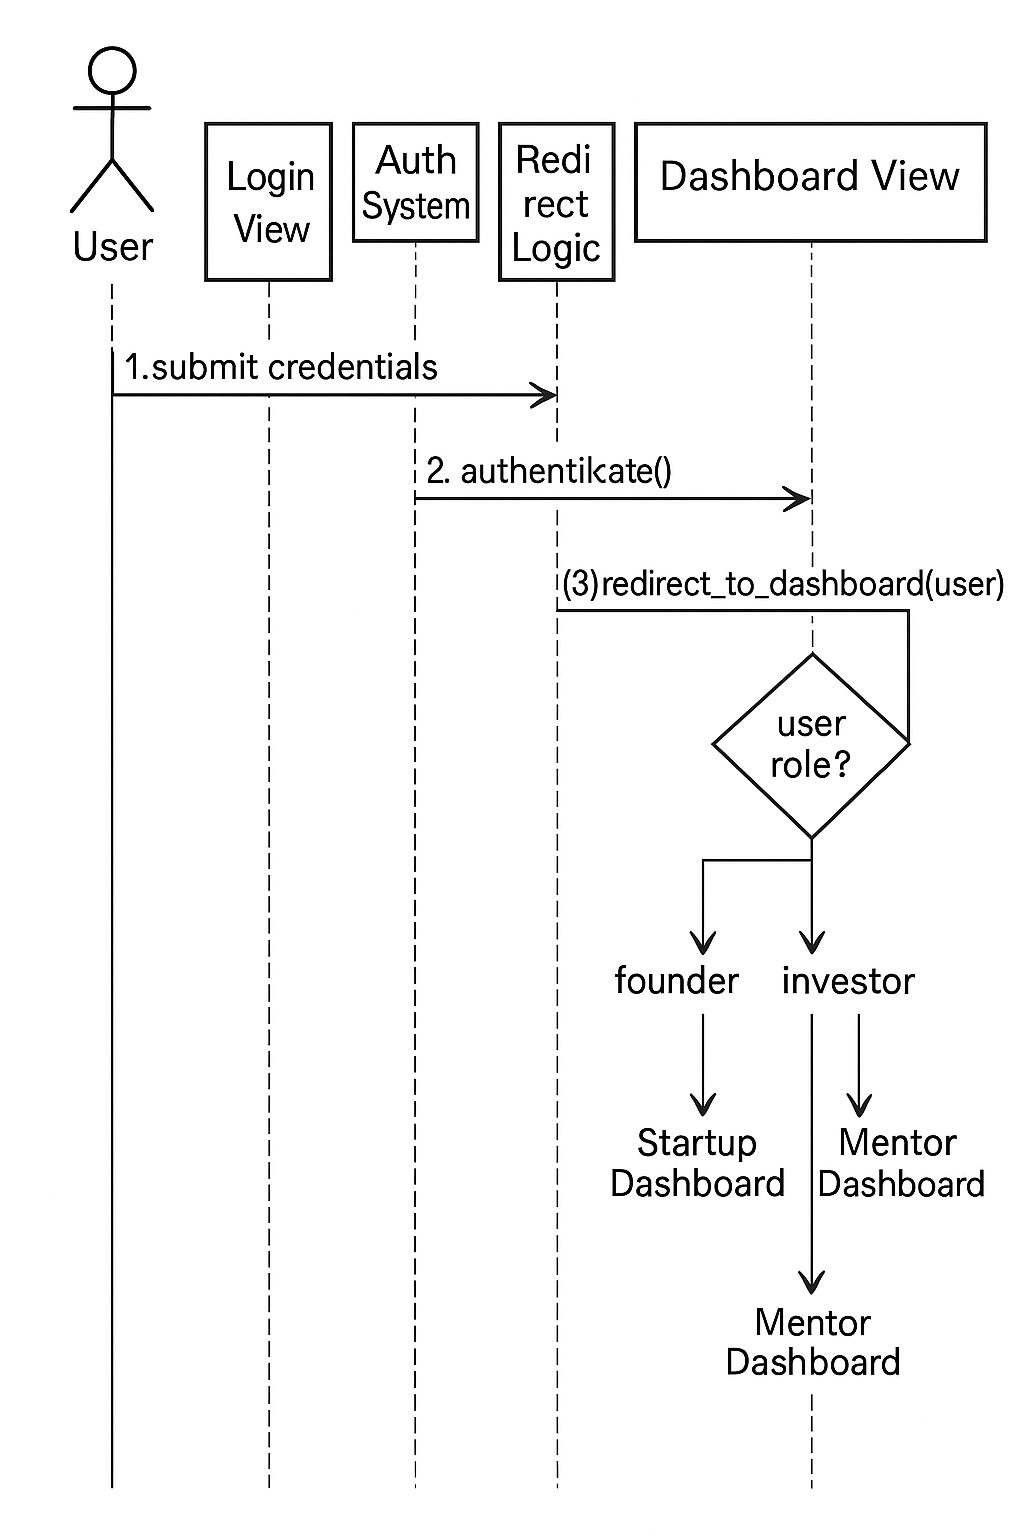 User
Login
View
Auth
System
Redi
rect
Logic
Dashboard View
1.submit credentials
2. authentikate()
(3)redirect_to_dashboard(user)
user
role?
founder
investor
Startup
Dashboard
Mentor
Dashboard
Mentor
Dashboard